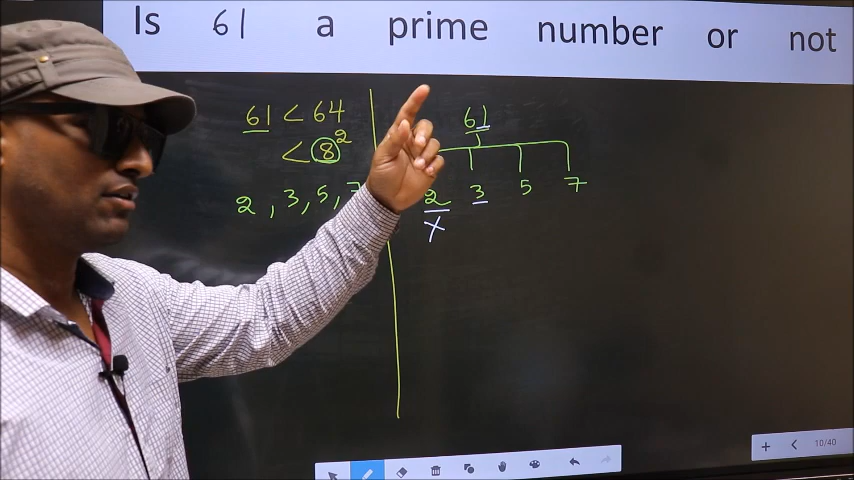 Is 61 a prime number or not
61 < 64
< 8²
2 , 3 , 5 , 7
61
2 3 5 7
X
10/40